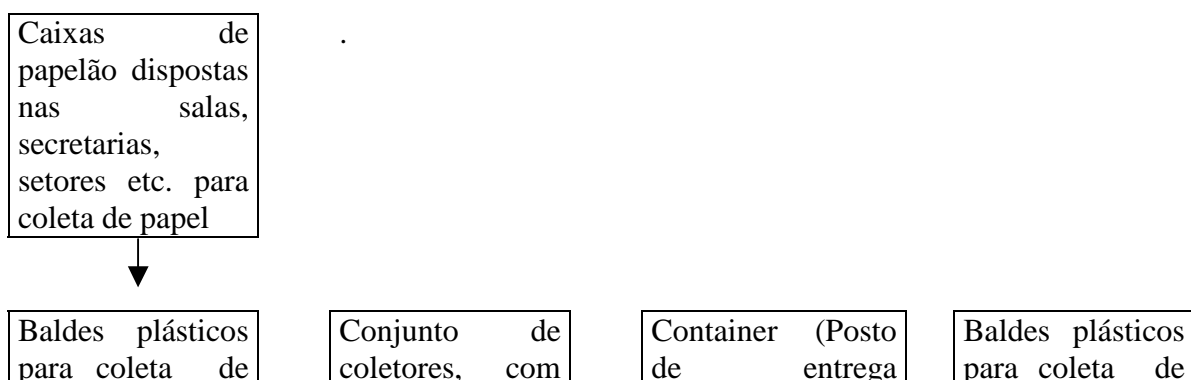 Caixas de
papelão dispostas
nas salas,
secretarias,
setores etc. para
coleta de papel
.
Baldes plásticos
para coleta de
Conjunto de
coletores, com
Container (Posto
de entrega
Baldes plásticos
para coleta de